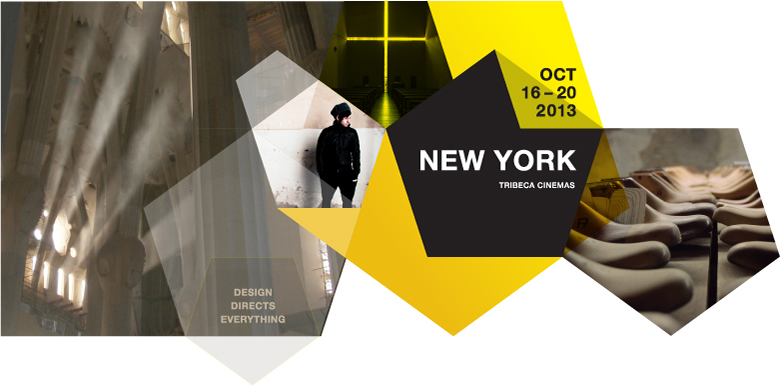 OCT
16 – 20
2013
NEW YORK
TRIBECA CINEMAS
DESIGN
DIRECTS
EVERYTHING